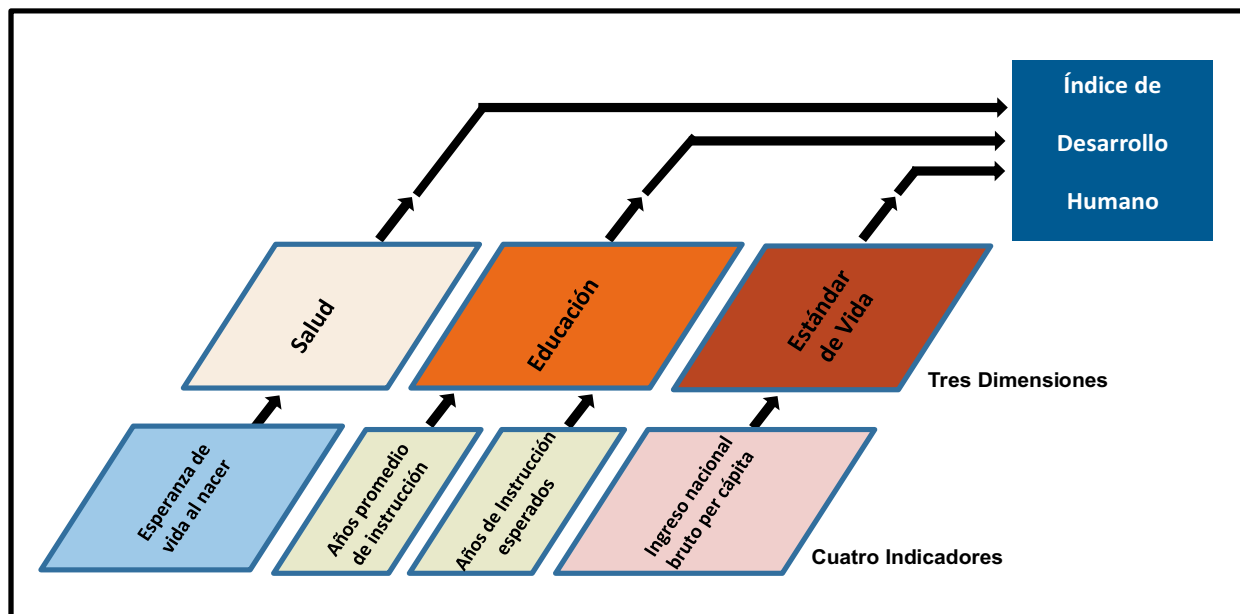 Índice de
Desarrollo
Humano
Salud
Educación
Estándar
de Vida
Tres Dimensiones
Esperanza de
vida al nacer
Años promedio
de instrucción
Años de Instrucción
esperados
Ingreso nacional
bruto per cápita
Cuatro Indicadores